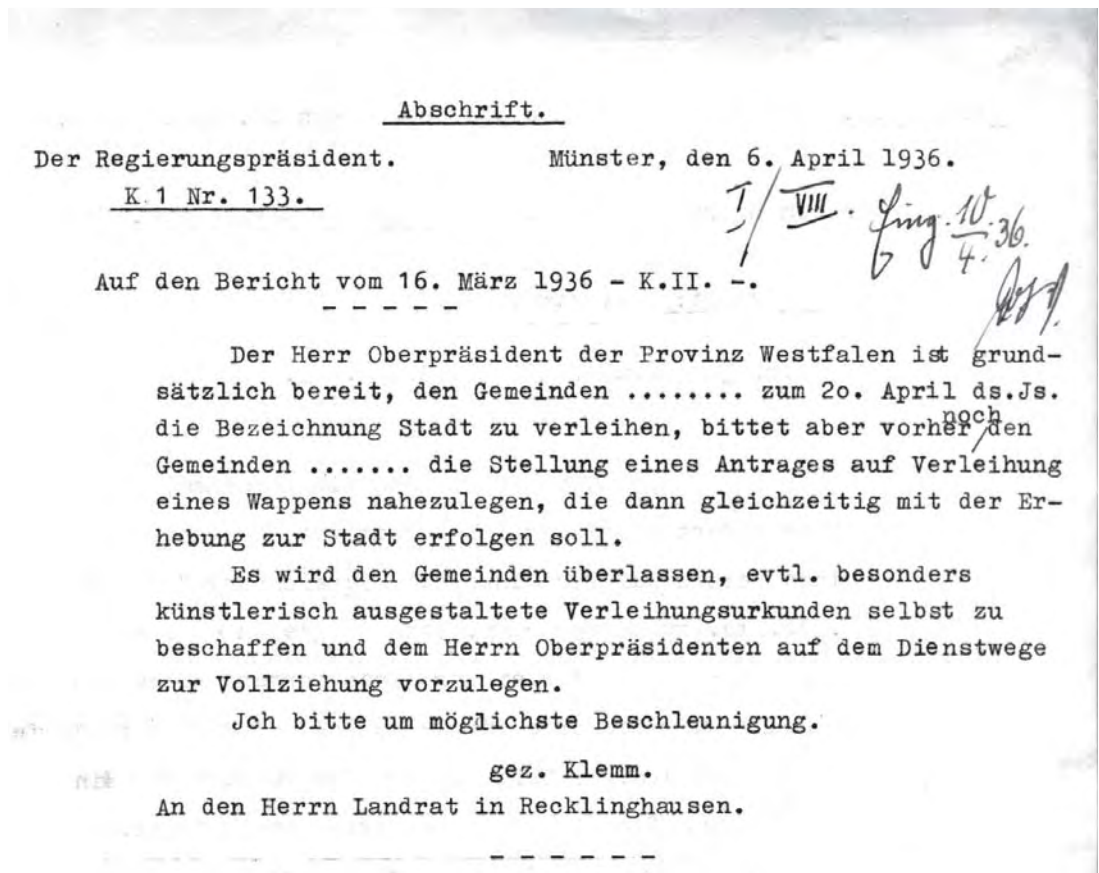 Abschrift.
Der Regierungspräsident. Münster, den 6. April 1936.
K.1 Nr. 133.
I/VIII. Eing. 10/4. 36.
Auf den Bericht vom 16. März 1936 - K.II. -.
- - - - -
Der Herr Oberpräsident der Provinz Westfalen ist grund-
sätzlich bereit, den Gemeinden ........ zum 2o. April ds.Js.
die Bezeichnung Stadt zu verleihen, bittet aber vorher noch den
Gemeinden ....... die Stellung eines Antrages auf Verleihung
eines Wappens nahezulegen, die dann gleichzeitig mit der Er-
hebung zur Stadt erfolgen soll.
Es wird den Gemeinden überlassen, evtl. besonders
künstlerisch ausgestaltete Verleihungsurkunden selbst zu
beschaffen und dem Herrn Oberpräsidenten auf dem Dienstwege
zur Vollziehung vorzulegen.
Jch bitte um möglichste Beschleunigung.
gez. Klemm.
An den Herrn Landrat in Recklinghausen.
- - - - - -